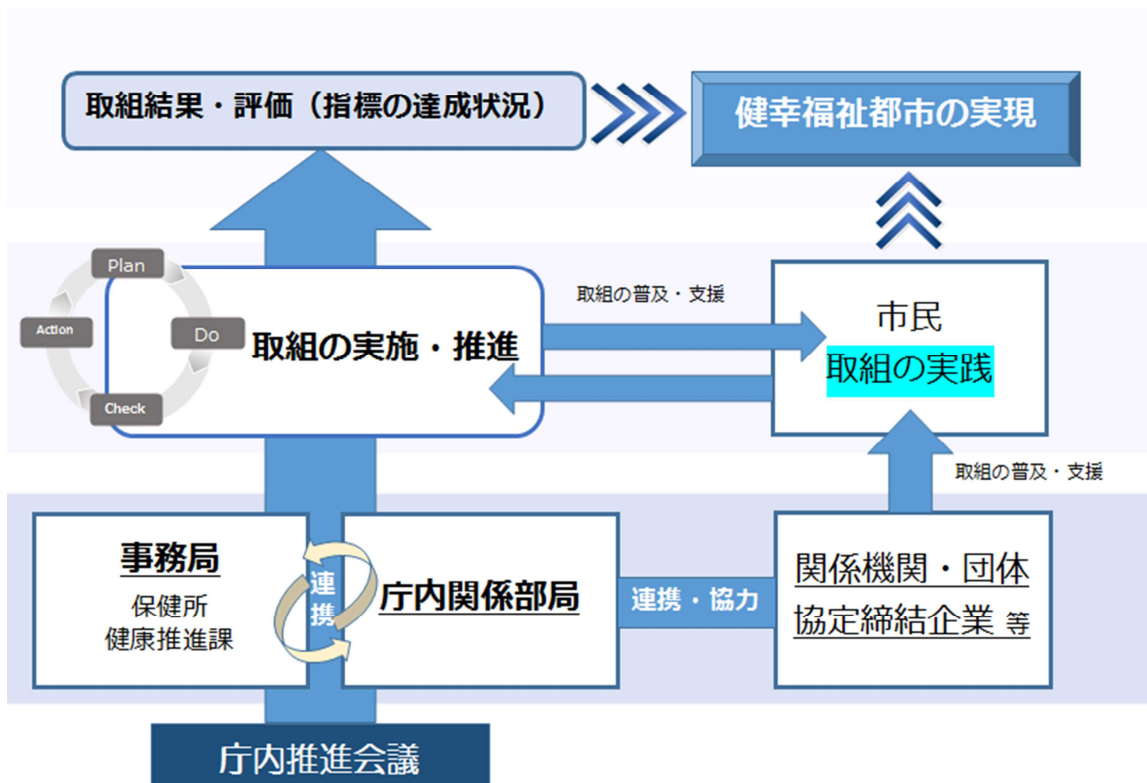 取組結果・評価（指標の達成状況）
健幸福祉都市の実現
Plan
Do
Check
Action
取組の実施・推進
取組の普及・支援
市民
取組の実践
取組の普及・支援
事務局
保健所
健康推進課
連携
庁内関係部局
連携・協力
関係機関・団体
協定締結企業 等
庁内推進会議